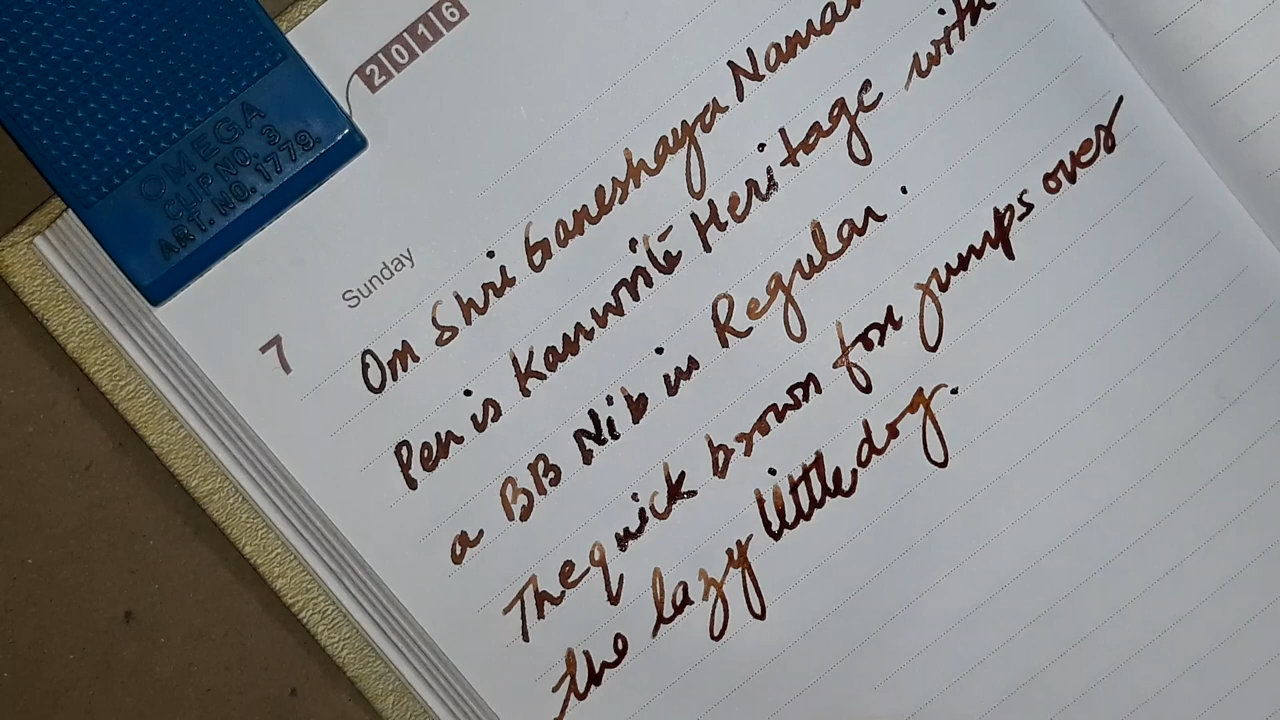 2016
OMEGA
CLIP NO. 3
ART. NO. 1779.
Sunday
7
Om Shri Ganeshaya Namah
Pen is Kanwrite Heritage with
a BB Nib in Regular.
The quick brown fox jumps over
the lazy little dog.